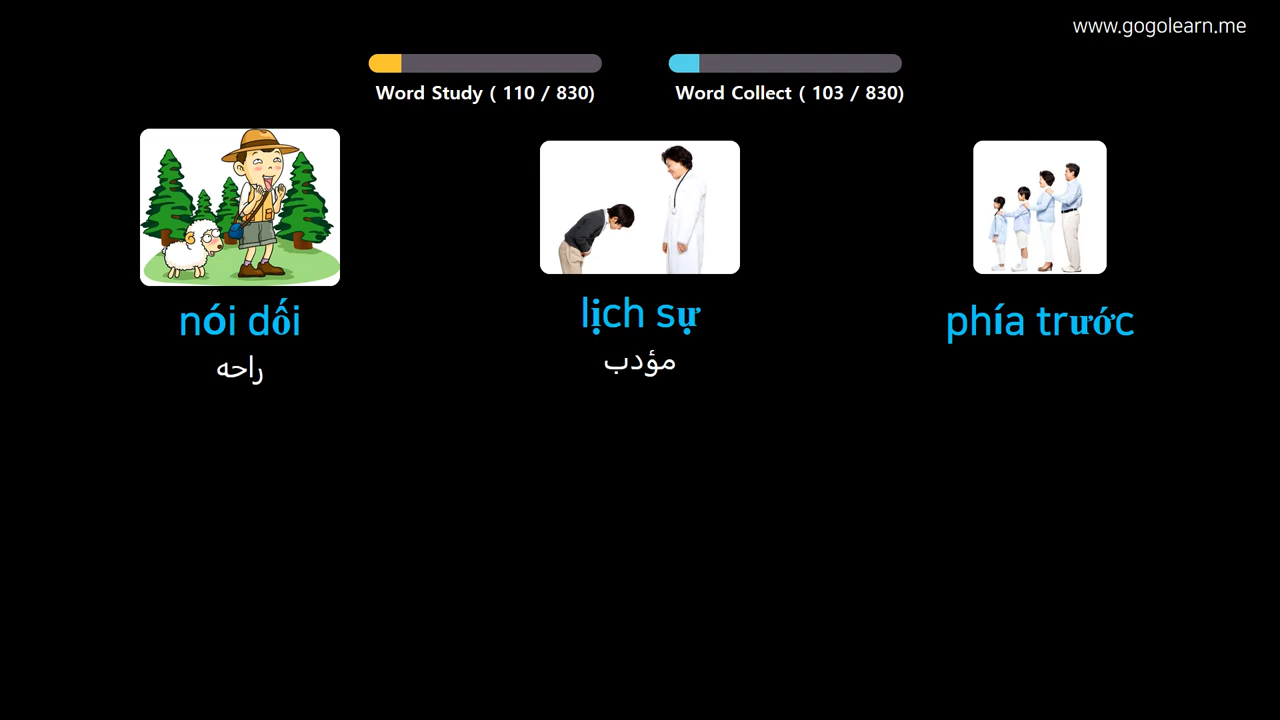 www.gogolearn.me
Word Study ( 110 / 830)
Word Collect ( 103 / 830)
nói dối
راحه
lịch sự
مؤدب
phía trước